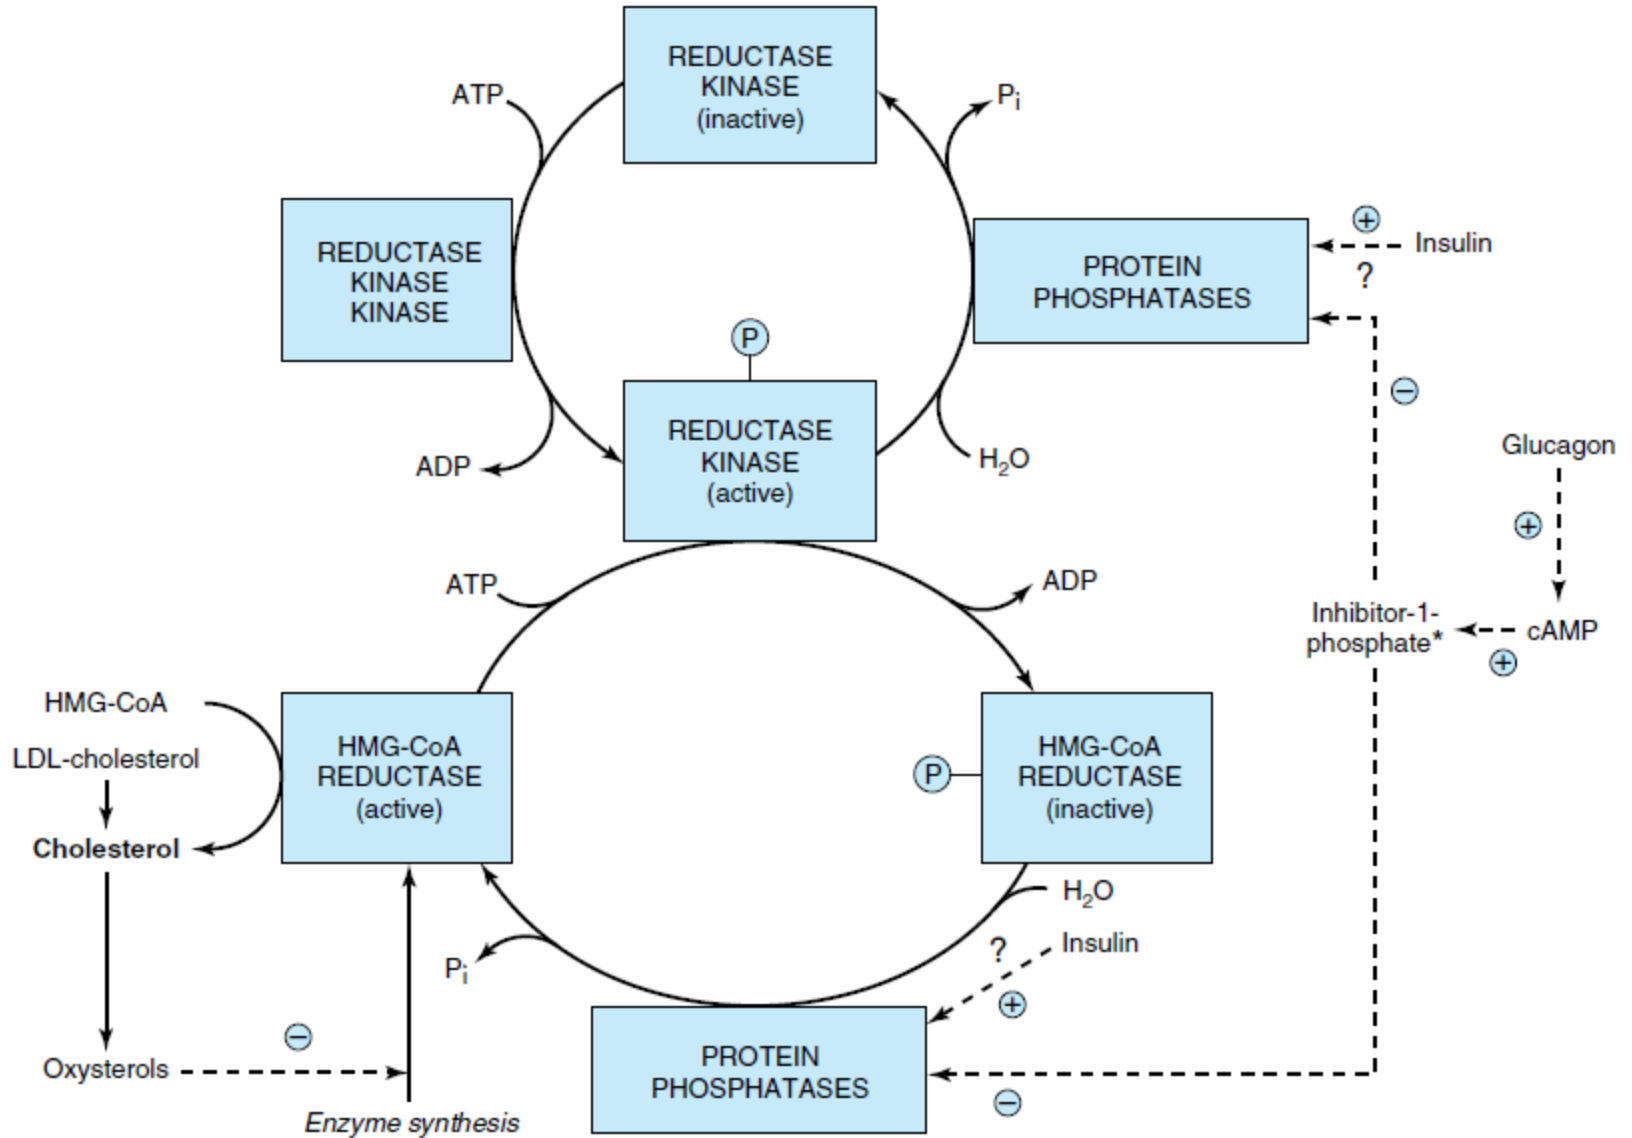 REDUCTASE
KINASE
(inactive)
ATP
Pi
REDUCTASE
KINASE
KINASE
PROTEIN
PHOSPHATASES
+
Insulin
?
P
REDUCTASE
KINASE
(active)
ADP
H2O
−
Glucagon
+
ATP
ADP
Inhibitor-1-
phosphate*
cAMP
+
HMG-CoA
LDL-cholesterol
Cholesterol
HMG-CoA
REDUCTASE
(active)
P
HMG-CoA
REDUCTASE
(inactive)
H2O
Insulin
?
+
Pi
Oxysterols
−
Enzyme synthesis
PROTEIN
PHOSPHATASES
−